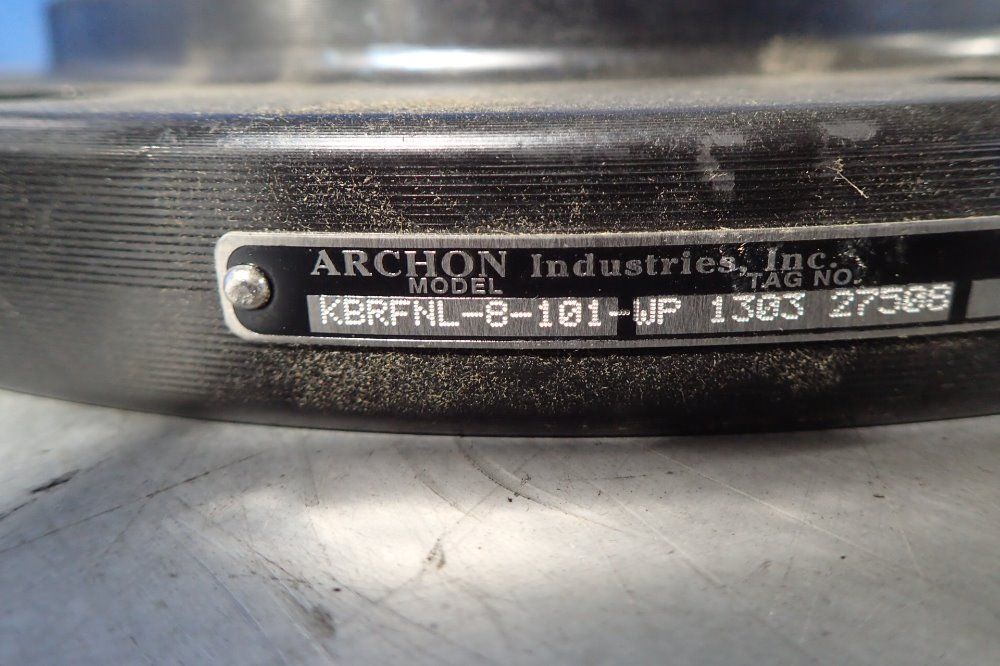 ARCHON Industries, Inc.
MODEL TAG NO.
KBRFNL-8-101-WP 1303 27508